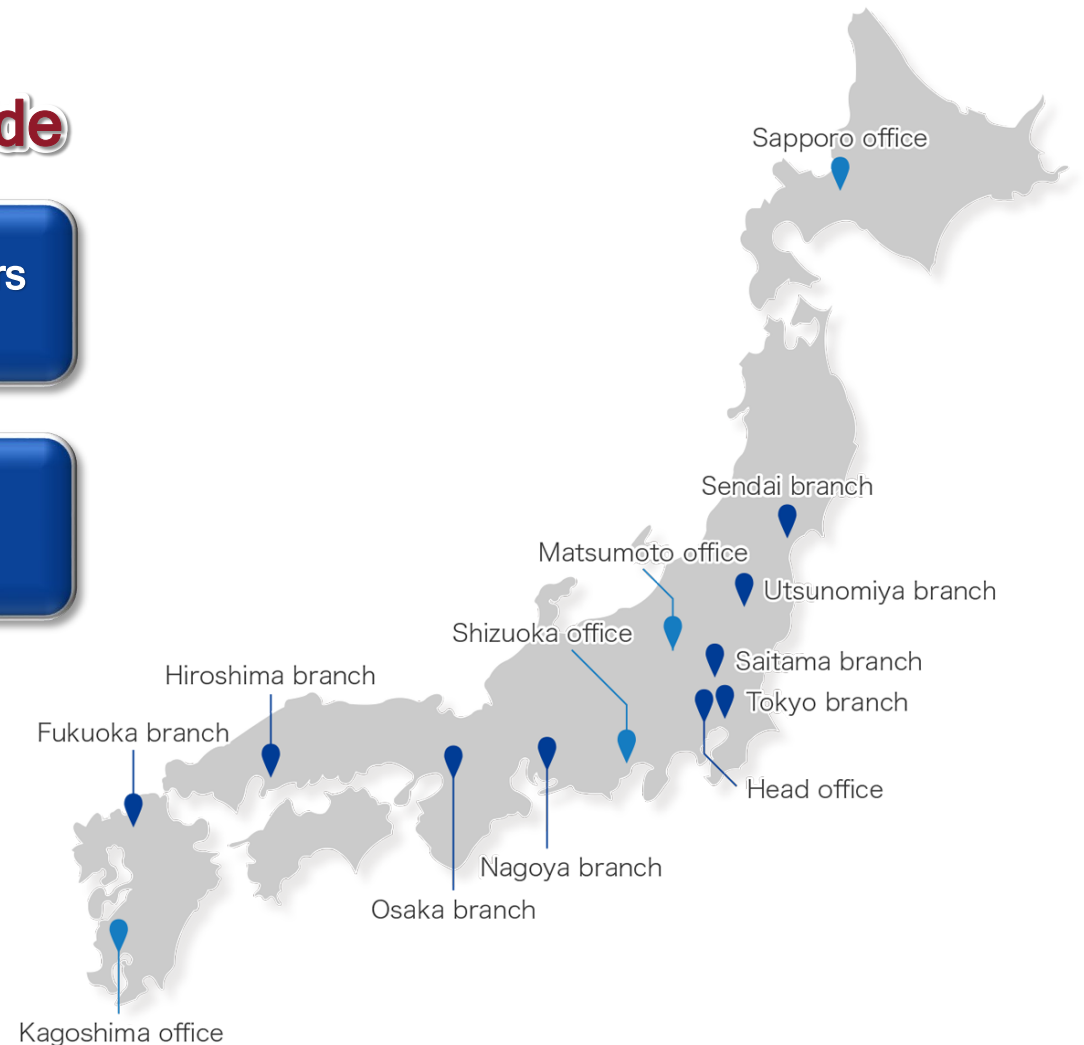 de
rs
Sapporo office
Sendai branch
Matsumoto office
Utsunomiya branch
Shizuoka office
Saitama branch
Hiroshima branch
Tokyo branch
Fukuoka branch
Head office
Nagoya branch
Osaka branch
Kagoshima office